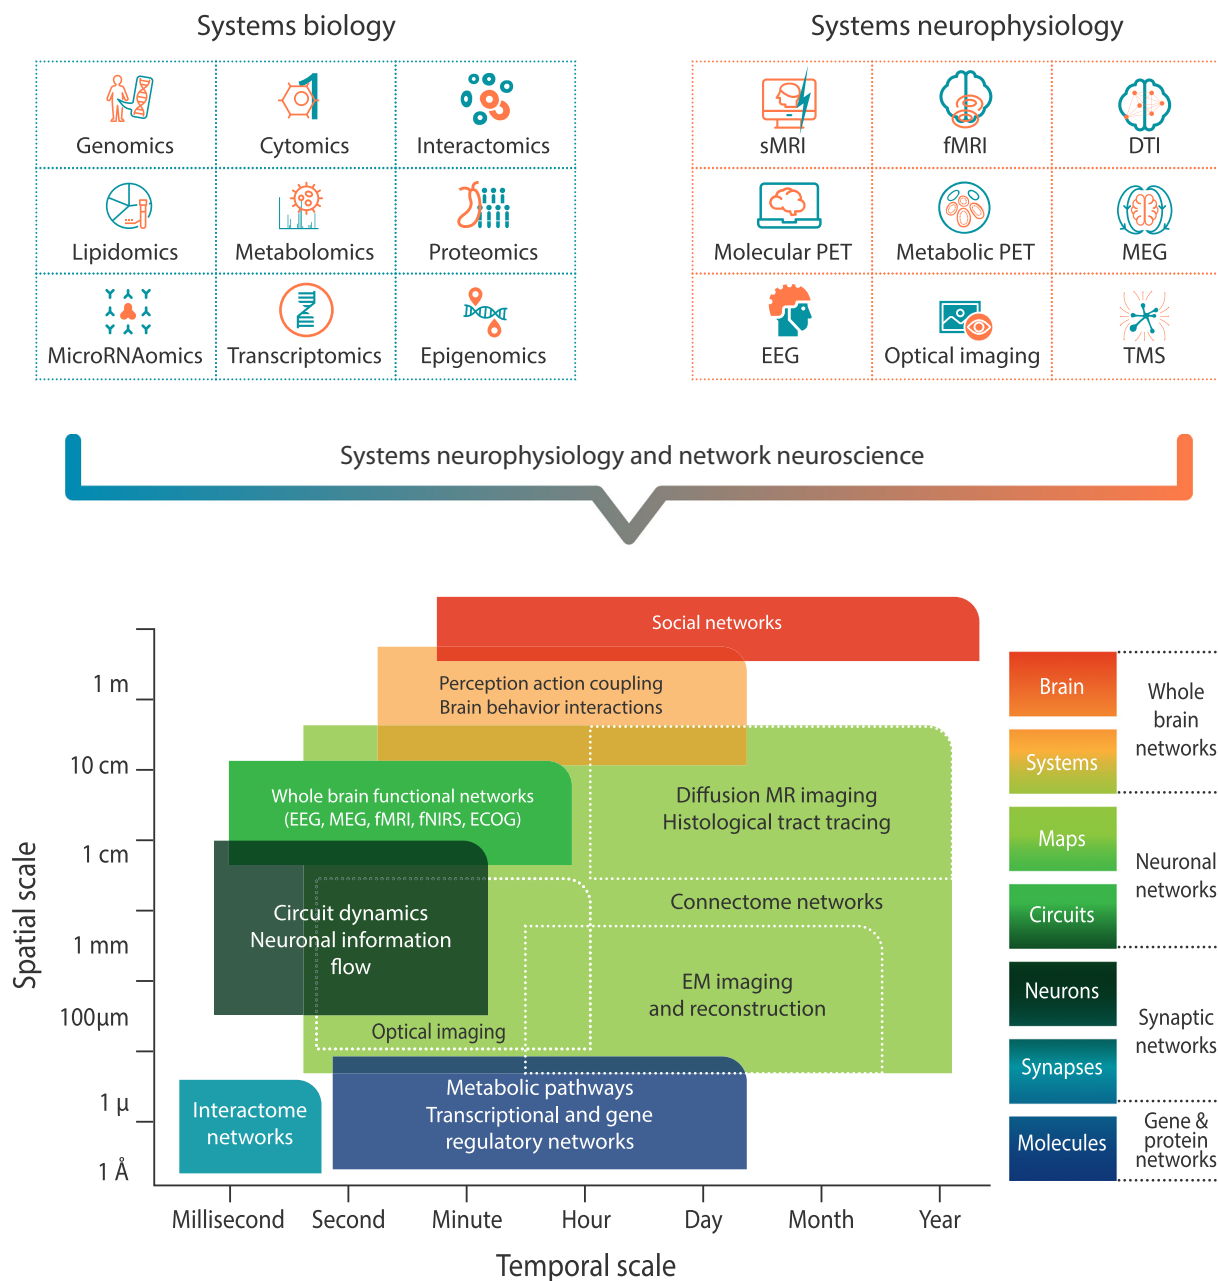 Systems biology
Systems neurophysiology
Genomics
Cytomics
1
Interactomics
sMRI
fMRI
DTI
Lipidomics
Metabolomics
Proteomics
Molecular PET
Metabolic PET
MEG
MicroRNAomics
Transcriptomics
Epigenomics
EEG
Optical imaging
TMS
Systems neurophysiology and network neuroscience
Social networks
Perception action coupling
Brain behavior interactions
Whole brain functional networks
(EEG, MEG, fMRI, fNIRS, ECOG)
Diffusion MR imaging
Histological tract tracing
Connectome networks
Circuit dynamics
Neuronal information
flow
EM imaging
and reconstruction
Optical imaging
Metabolic pathways
Transcriptional and gene
regulatory networks
Interactome
networks
Spatial scale
1 m
10 cm
1 cm
1 mm
100µm
1 µ
1 Å
Millisecond
Second
Minute
Hour
Day
Month
Year
Temporal scale
Brain
Systems
Maps
Circuits
Neurons
Synapses
Molecules
Whole
brain
networks
Neuronal
networks
Synaptic
networks
Gene &
protein
networks